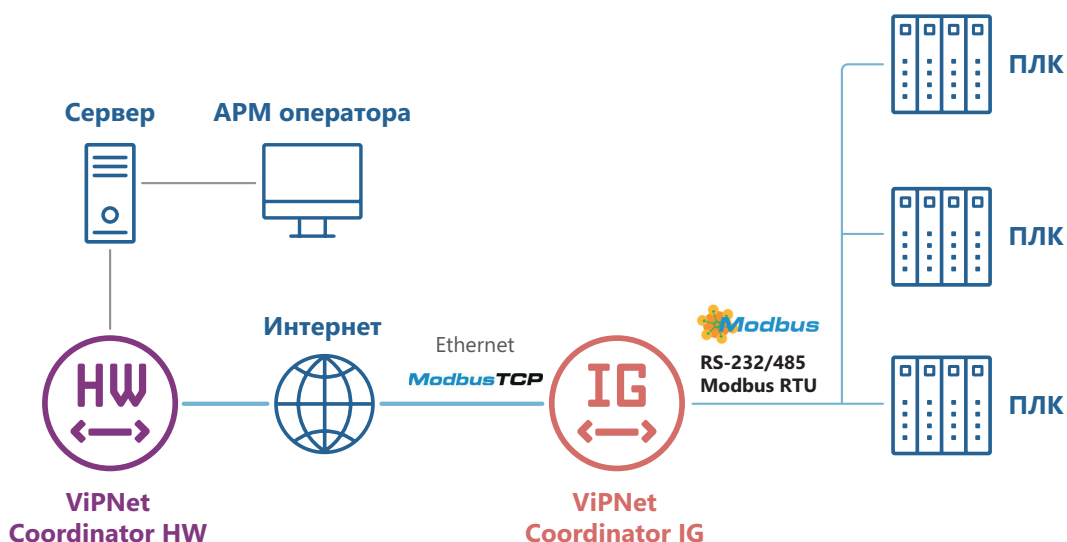 ПЛК
Сервер
АРМ оператора
ПЛК
Интернет
Ethernet
ModbusTCP
Modbus
RS-232/485
Modbus RTU
HW
IG
ПЛК
ViPNet
Coordinator HW
ViPNet
Coordinator IG